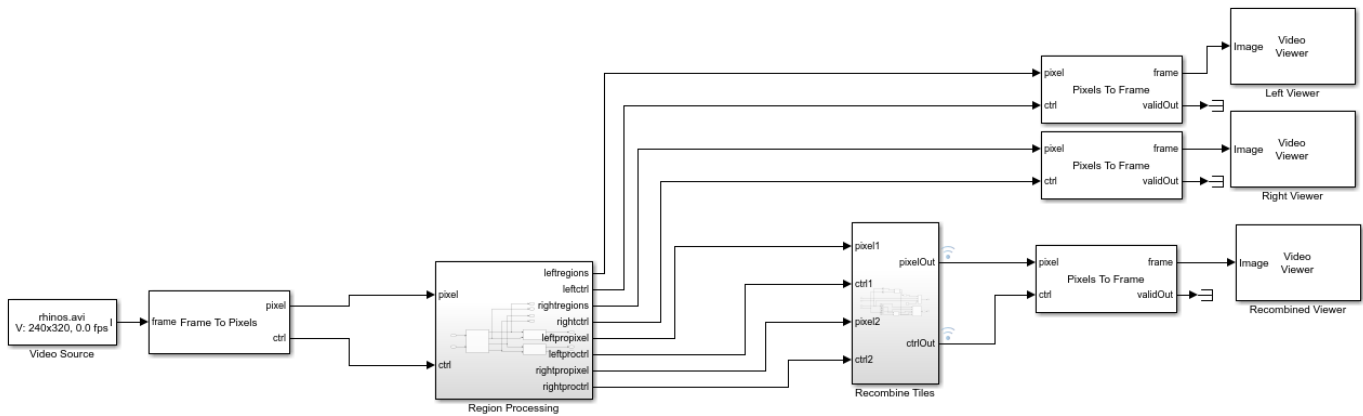 rhinos.avi
V: 240x320, 0.0 fps
I
Video Source
frame
Frame To Pixels
pixel
ctrl
pixel
ctrl
leftregions
leftctrl
rightregions
rightctrl
leftpropixel
leftproctrl
rightpropixel
rightproctrl
Region Processing
pixel1
ctrl1
pixel2
ctrl2
pixelOut
ctrlOut
Recombine Tiles
pixel
ctrl
Pixels To Frame
frame
validOut
Image
Video
Viewer
Left Viewer
pixel
ctrl
Pixels To Frame
frame
validOut
Image
Video
Viewer
Right Viewer
pixel
ctrl
Pixels To Frame
frame
validOut
Image
Video
Viewer
Recombined Viewer